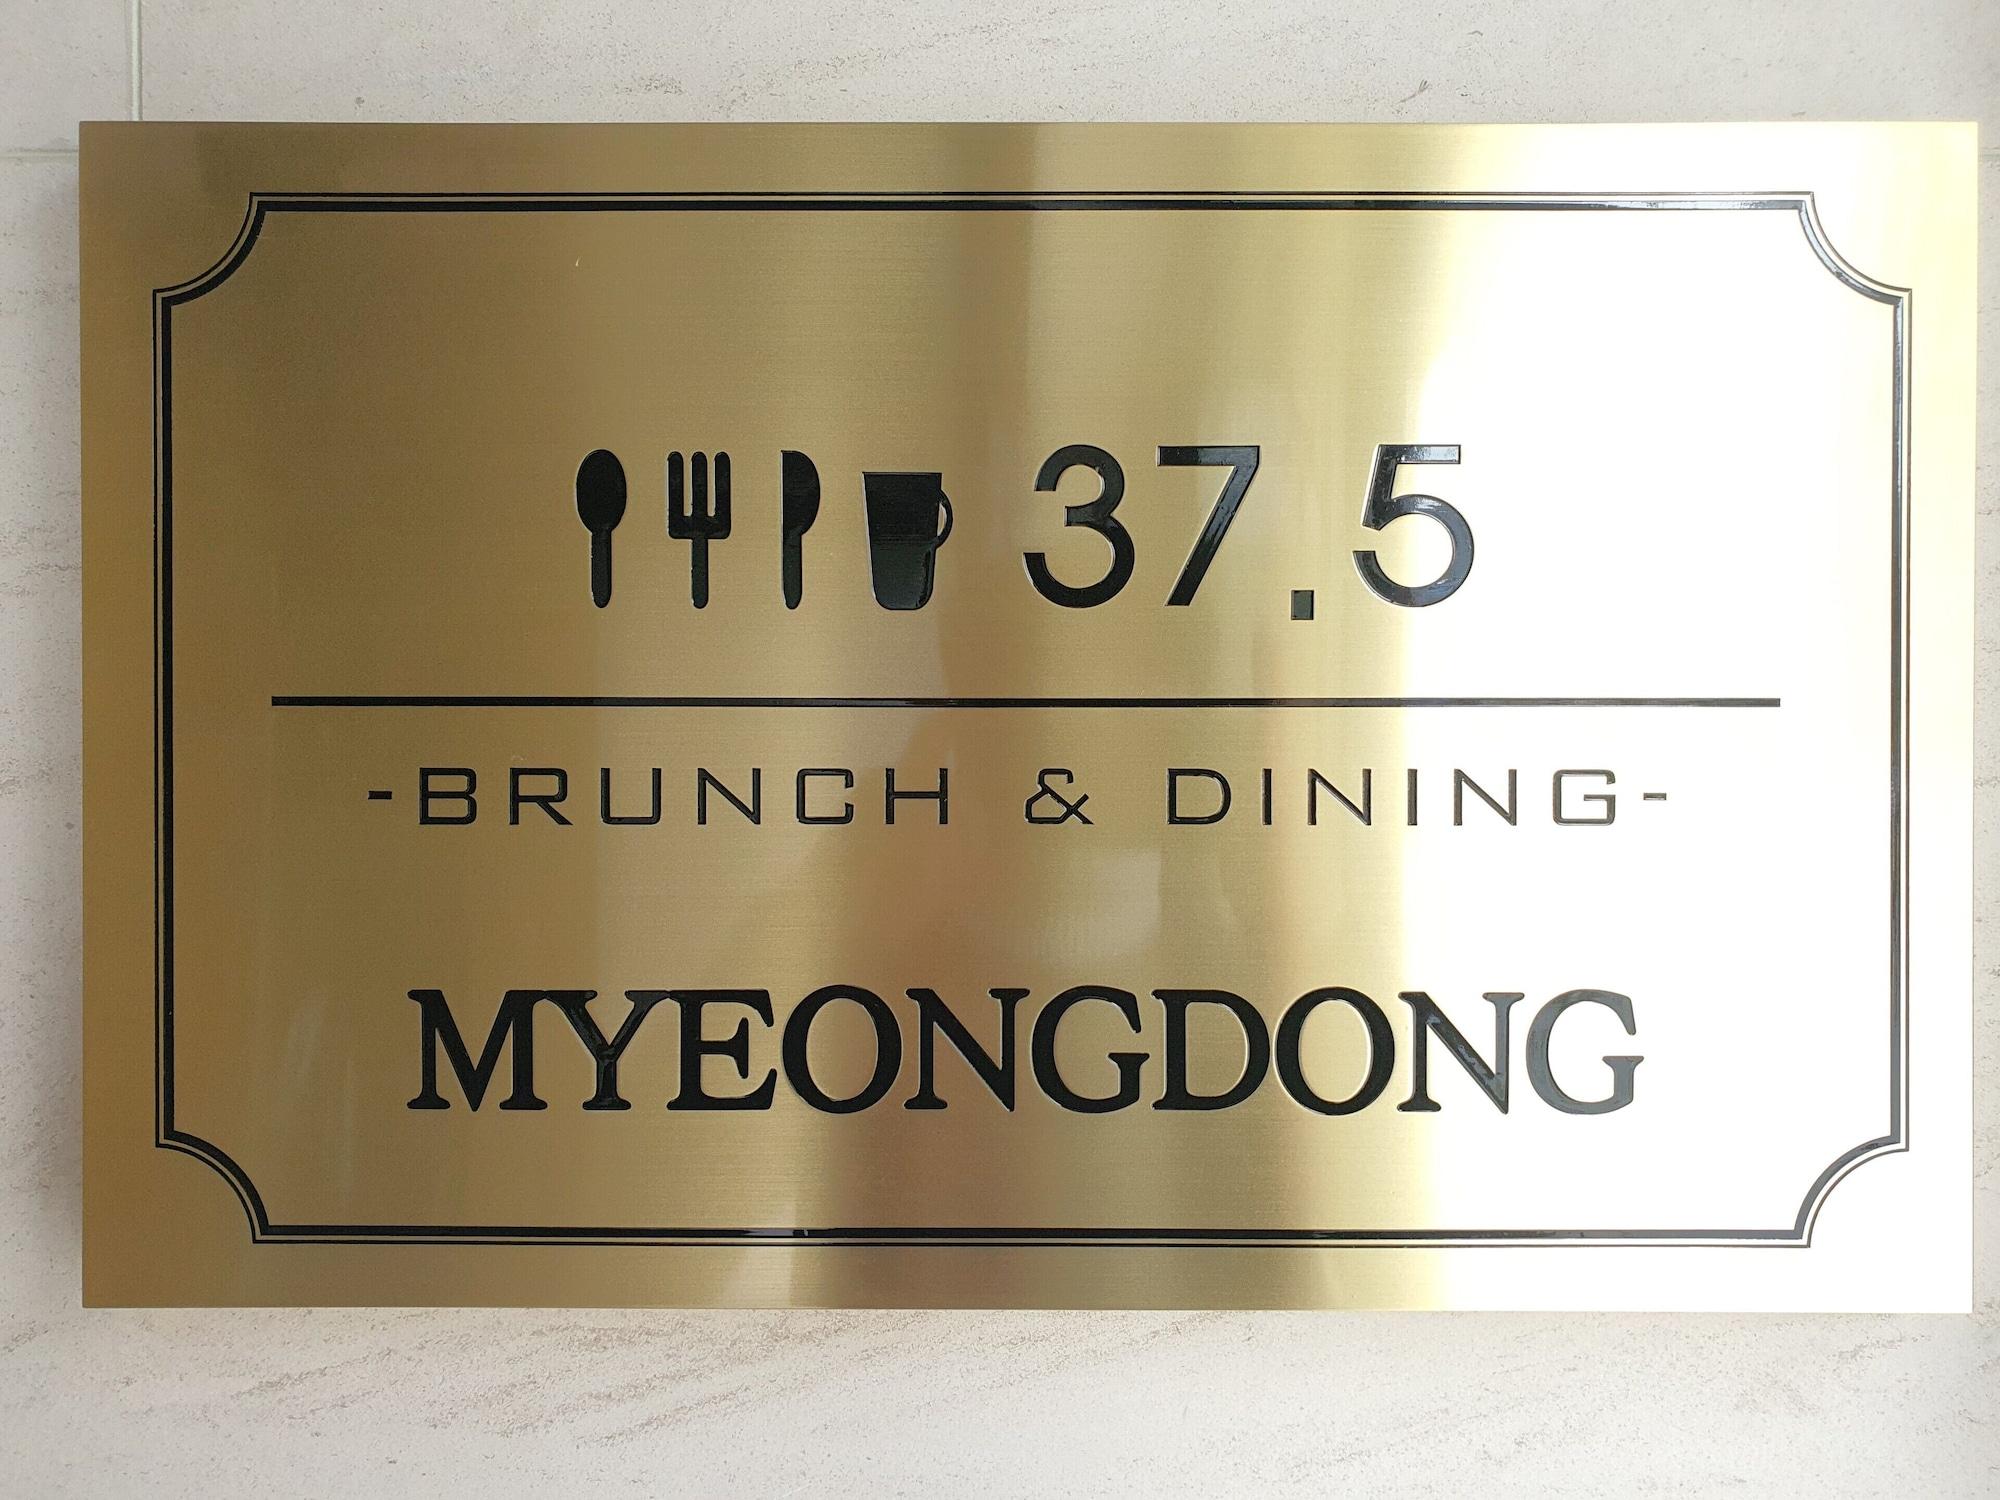 37.5
-BRUNCH & DINING-
MYEONGDONG